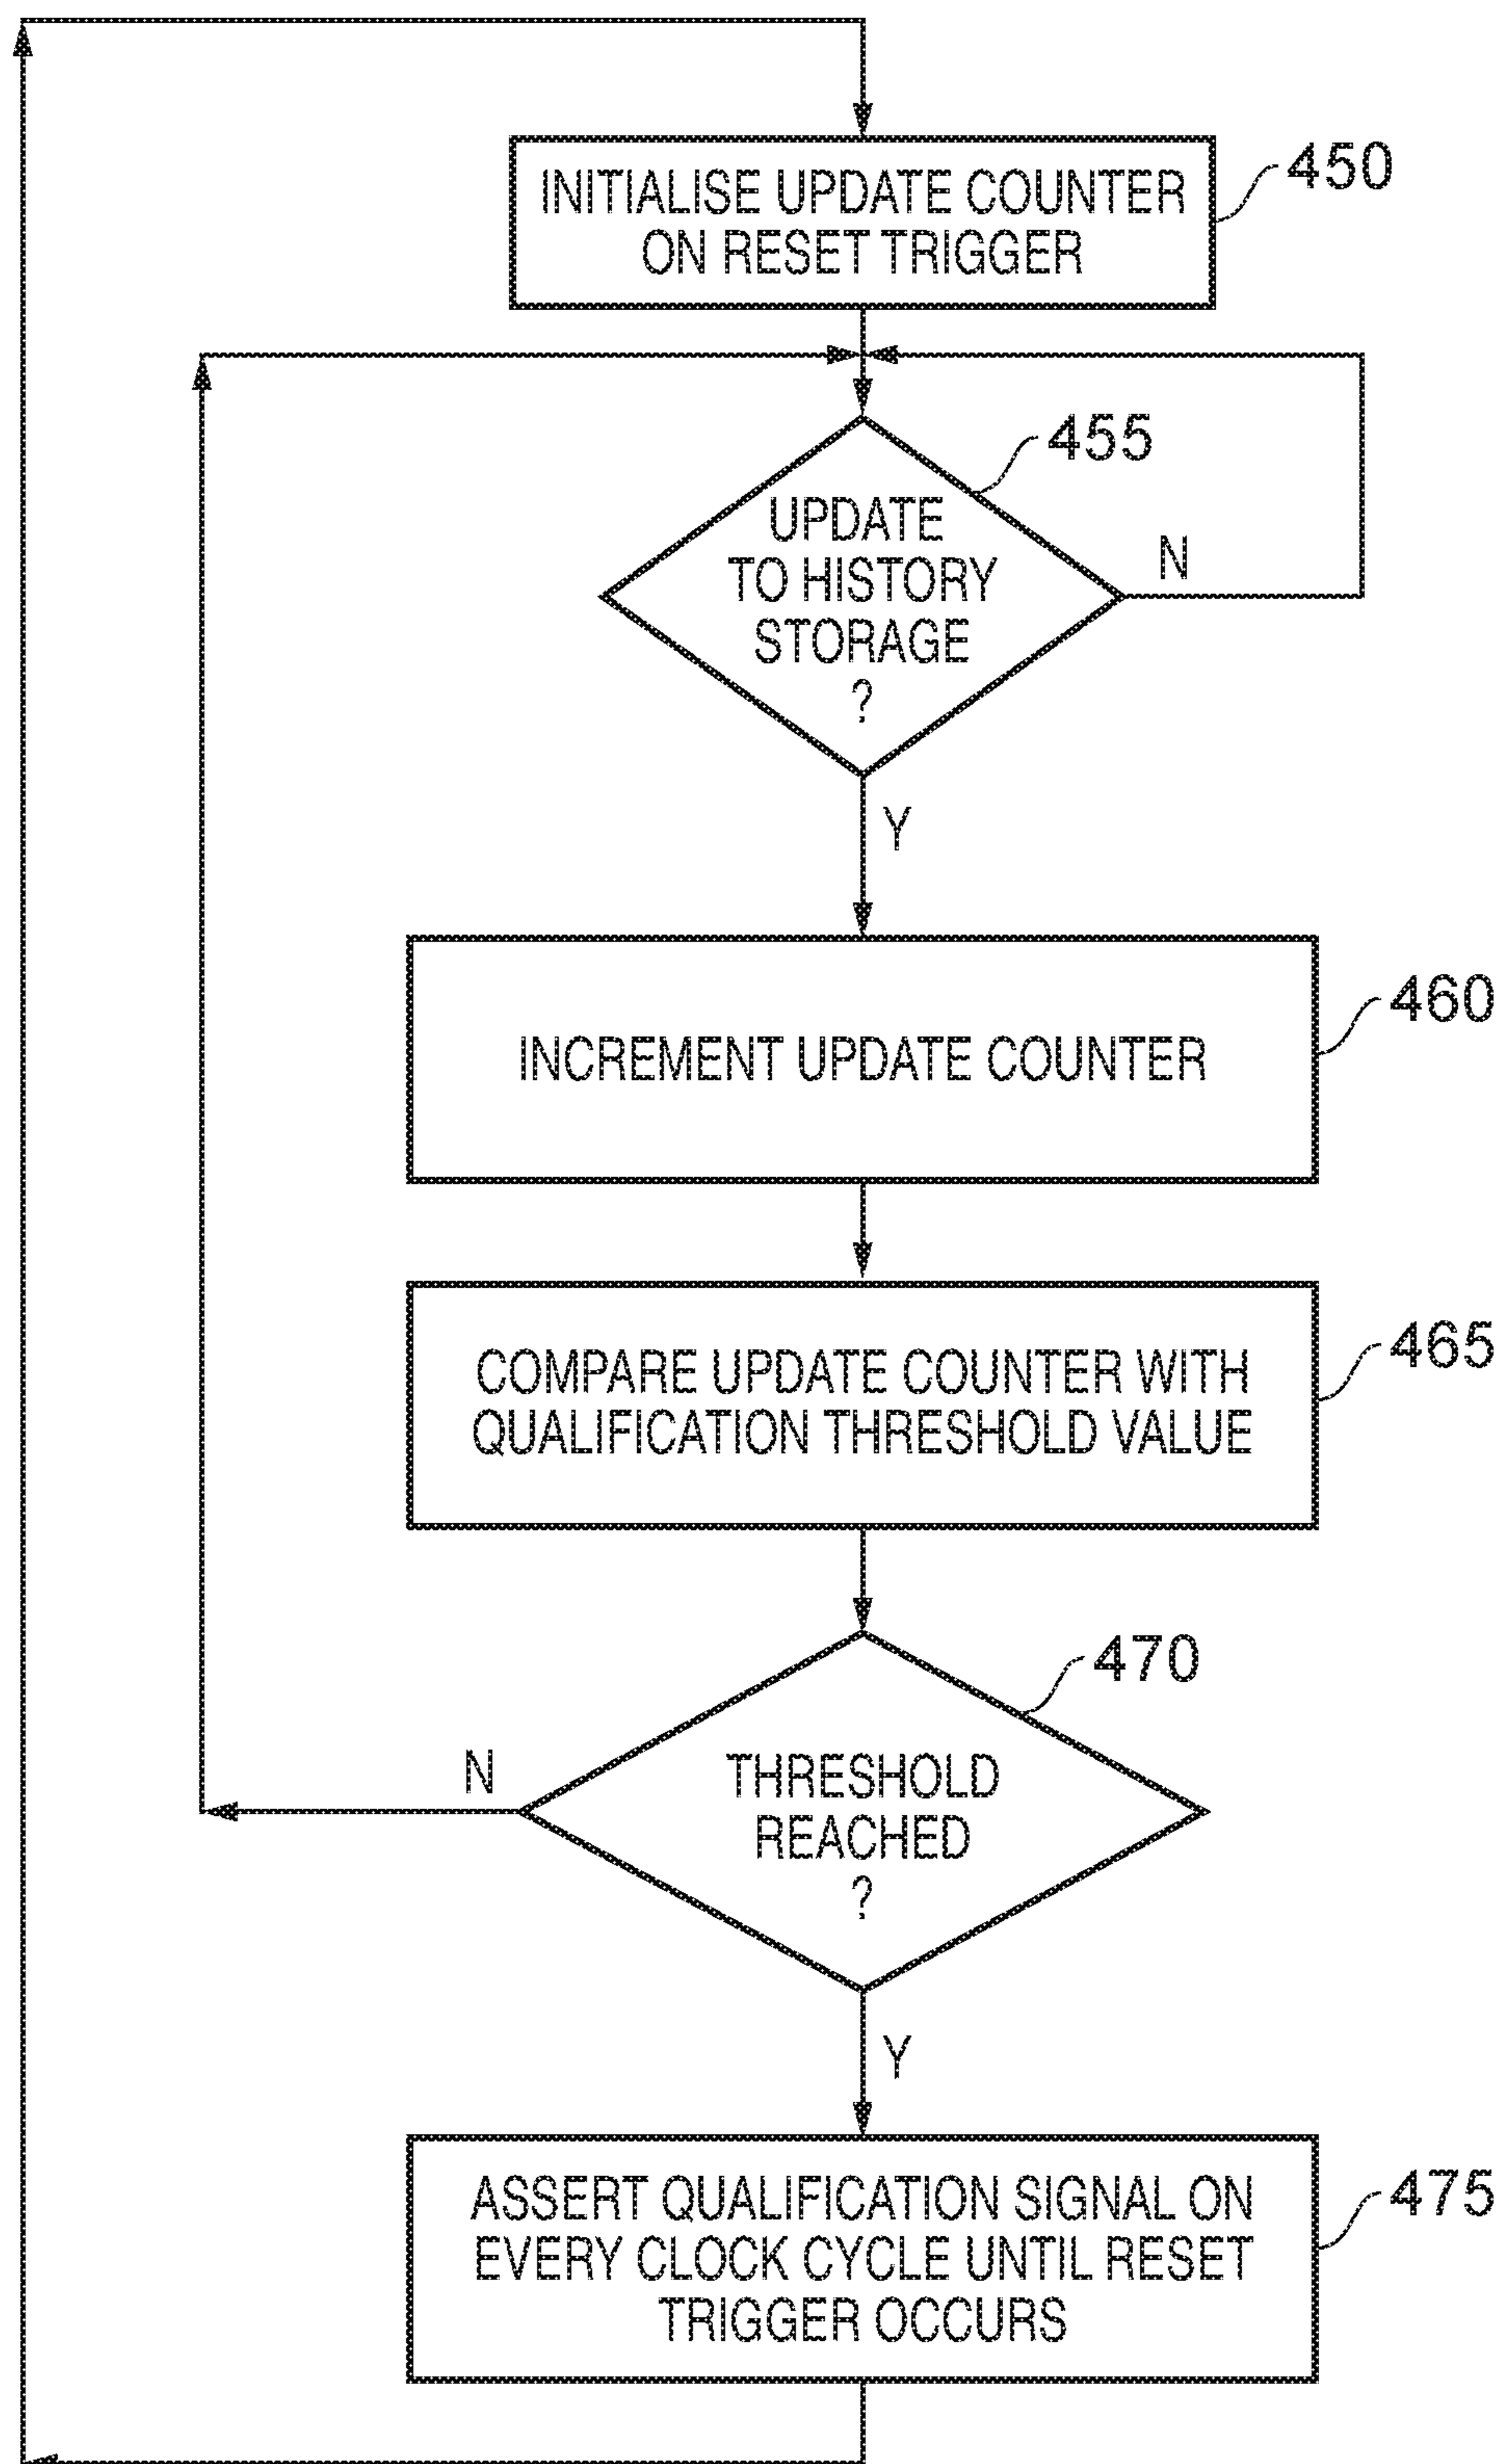 INITIALISE UPDATE COUNTER
ON RESET TRIGGER
450
455
UPDATE
TO HISTORY
STORAGE
?
N
Y
INCREMENT UPDATE COUNTER
460
COMPARE UPDATE COUNTER WITH
QUALIFICATION THRESHOLD VALUE
465
470
THRESHOLD
REACHED
?
N
Y
ASSERT QUALIFICATION SIGNAL ON
EVERY CLOCK CYCLE UNTIL RESET
TRIGGER OCCURS
475